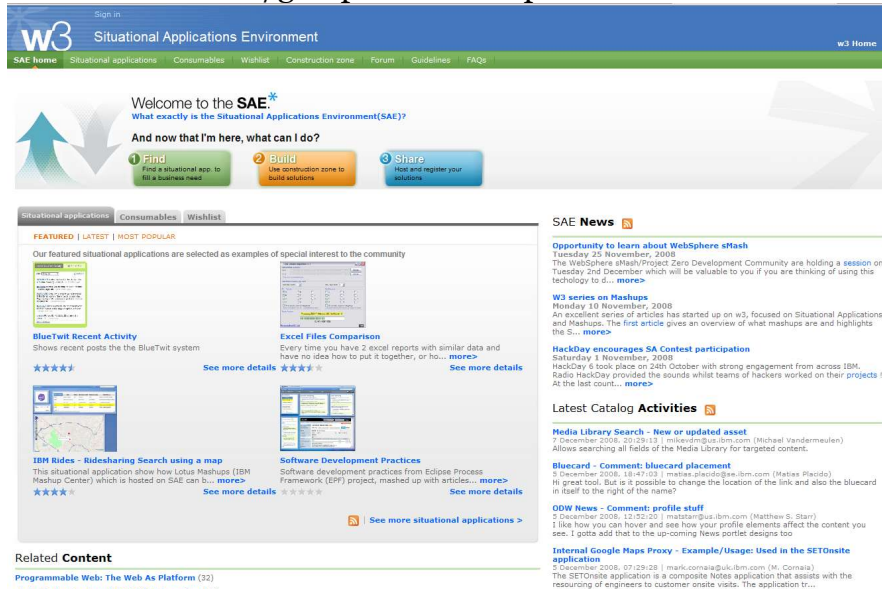 Sign in
w3 Situational Applications Environment
w3 Home
SAE home Situational applications Consumables Wishlist Construction zone Forum Guidelines FAQs
Welcome to the SAE.*
What exactly is the Situational Applications Environment(SAE)?
And now that I'm here, what can I do?
1 Find
Find a situational app. to
fill a business need
2 Build
Use construction zone to
build solutions
3 Share
Host and register your
solutions
Situational applications Consumables Wishlist
FEATURED | LATEST | MOST POPULAR
Our featured situational applications are selected as examples of special interest to the community
BlueTwit Recent Activity
Shows recent posts the the BlueTwit system
See more details
Excel Files Comparison
Every time you have 2 excel reports with similar data and
have no idea how to put it together, or ho... more>
See more details
IBM Rides - Ridesharing Search using a map
This situational application show how Lotus Mashups (IBM
Mashup Center) which is hosted on SAE can b... more>
See more details
Software Development Practices
Software development practices from Eclipse Process
Framework (EPF) project, mashed up with articles... more>
See more details
| See more situational applications >
Related Content
Programmable Web: The Web As Platform (32)
SAE News
Opportunity to learn about WebSphere sMash
Tuesday 25 November, 2008
The WebSphere sMash/Project Zero Development Community are holding a session on
Tuesday 2nd December which will be valuable to you if you are thinking of using this
techology to d... more>
W3 series on Mashups
Monday 10 November, 2008
An excellent series of articles has started up on w3, focused on Situational Applications
and Mashups. The first article gives an overview of what mashups are and highlights
the S... more>
HackDay encourages SA Contest participation
Saturday 1 November, 2008
HackDay 6 took place on 24th October with strong engagement from across IBM.
Radio HackDay provided the sounds whilst teams of hackers worked on their projects !
At the last count... more>
Latest Catalog Activities
Media Library Search - New or updated asset
7 December 2008, 20:29:13 | mikevdm@us.ibm.com (Michael Vandermeulen)
Allows searching all fields of the Media Library for targeted content.
Bluecard - Comment: bluecard placement
5 December 2008, 18:47:03 | matias.placido@se.ibm.com (Matias Placido)
Hi great tool. But is it possible to change the location of the link and also the bluecard
in itself to the right of the name?
ODW News - Comment: profile stuff
5 December 2008, 12:52:20 | matstarr@us.ibm.com (Matthew S. Starr)
I like how you can hover and see how your profile elements affect the content you
see. I gotta add that to the up-coming News portlet designs too
Internal Google Maps Proxy - Example/Usage: Used in the SETOnsite
application
5 December 2008, 07:29:28 | mark.cornaia@uk.ibm.com (M. Cornaia)
The SETOnsite application is a composite Notes application that assists with the
resourcing of engineers to customer onsite visits. The application tr...